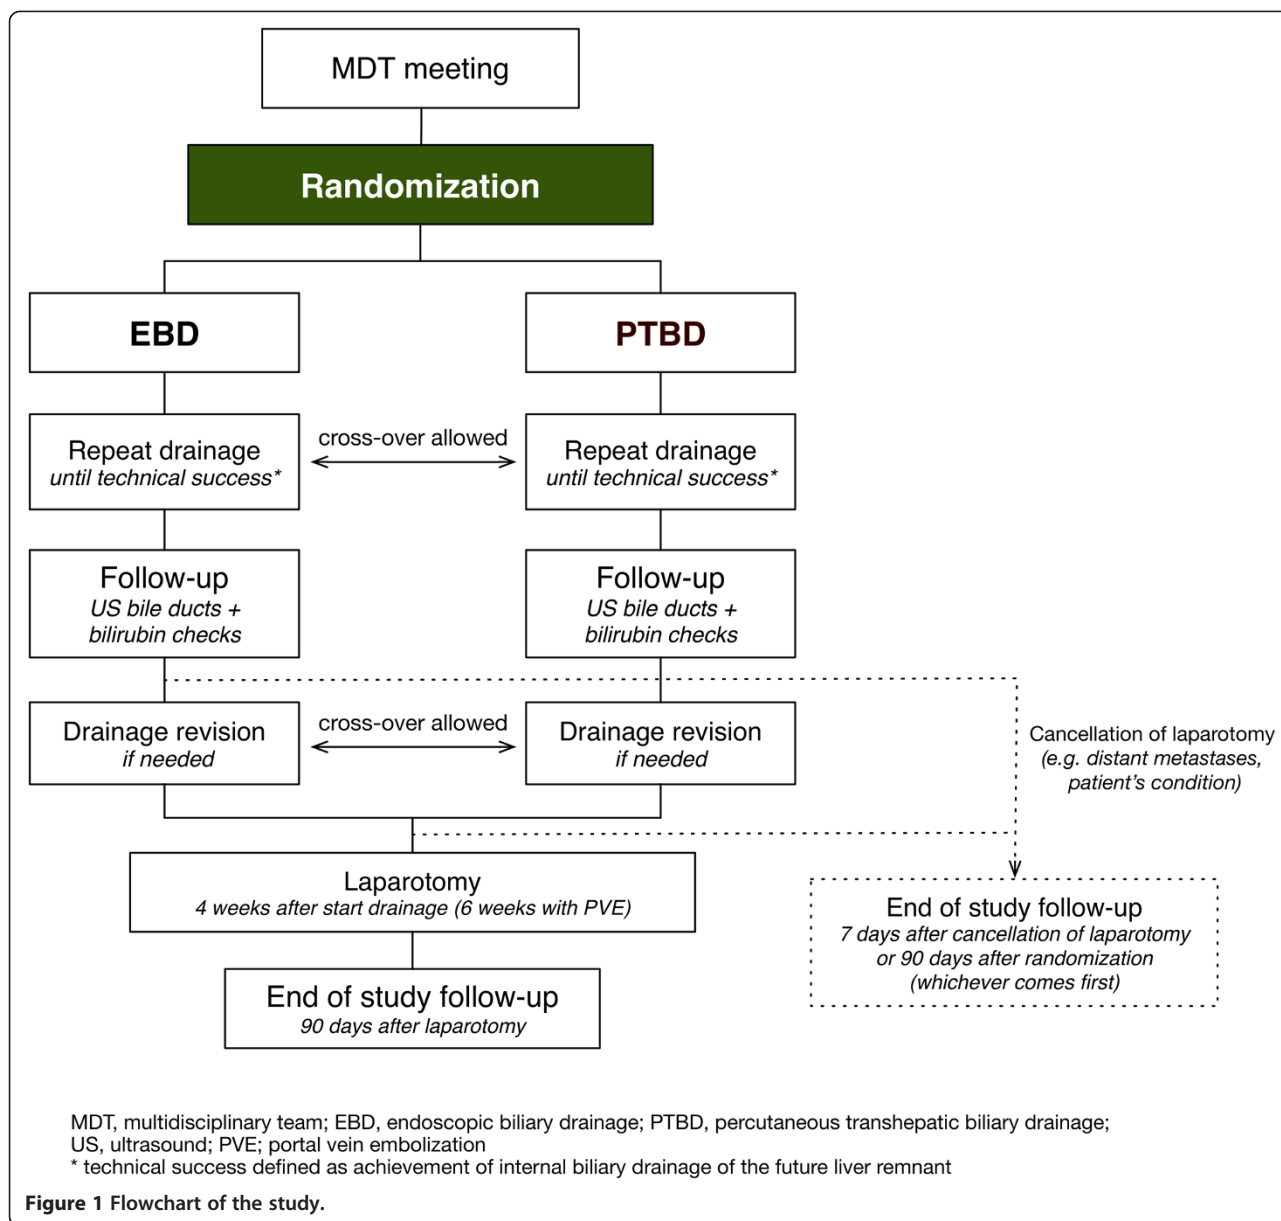 MDT meeting
Randomization
EBD
PTBD
Repeat drainage
until technical success*
cross-over allowed
Repeat drainage
until technical success*
Follow-up
US bile ducts +
bilirubin checks
Follow-up
US bile ducts +
bilirubin checks
Drainage revision
if needed
cross-over allowed
Drainage revision
if needed
Cancellation of laparotomy
(e.g. distant metastases,
patient's condition)
Laparotomy
4 weeks after start drainage (6 weeks with PVE)
End of study follow-up
7 days after cancellation of laparotomy
or 90 days after randomization
(whichever comes first)
End of study follow-up
90 days after laparotomy
MDT, multidisciplinary team; EBD, endoscopic biliary drainage; PTBD, percutaneous transhepatic biliary drainage;
US, ultrasound; PVE; portal vein embolization
* technical success defined as achievement of internal biliary drainage of the future liver remnant
Figure 1 Flowchart of the study.